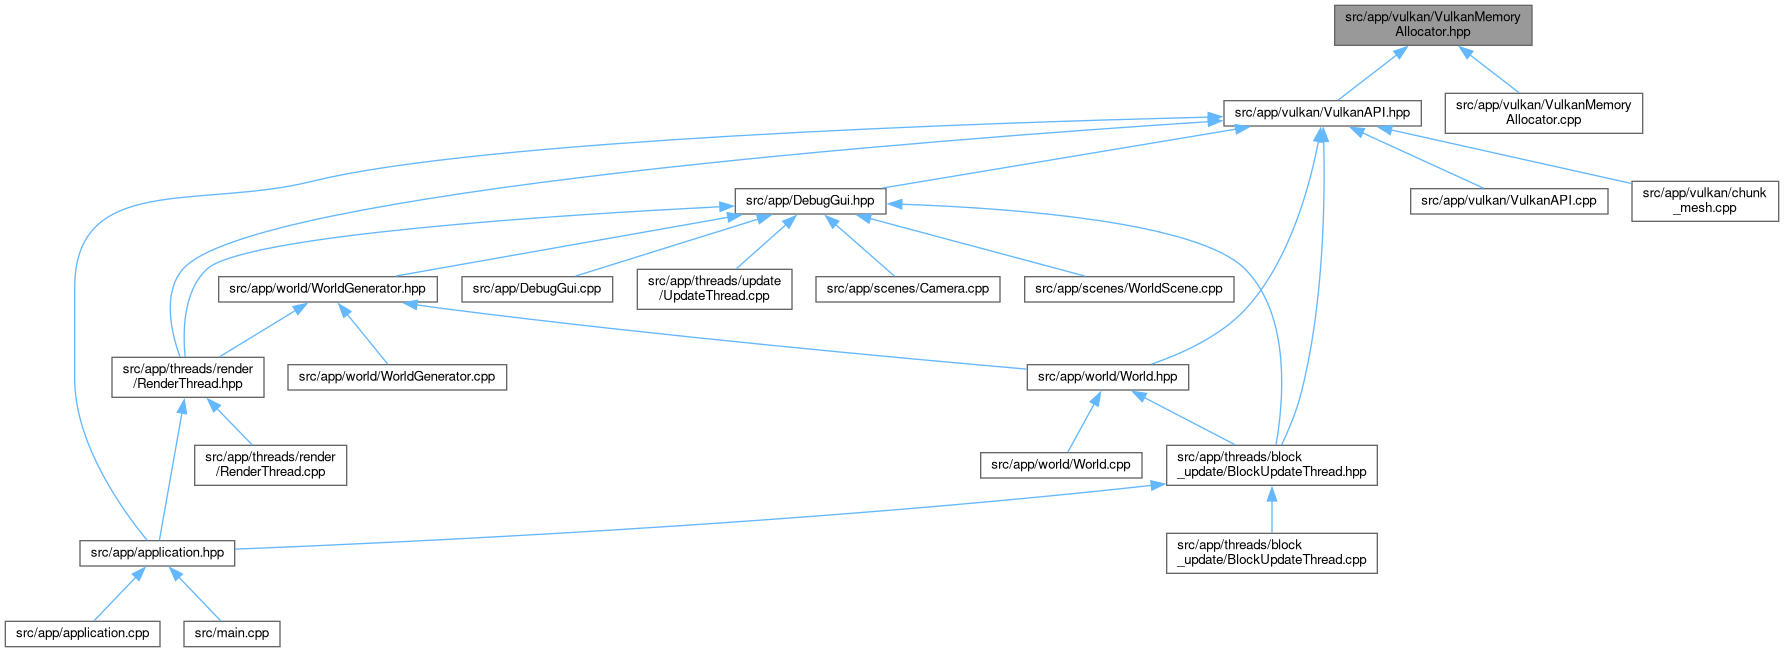 src/app/vulkan/VulkanMemory
Allocator.hpp
src/app/vulkan/VulkanAPI.hpp
src/app/vulkan/VulkanMemory
Allocator.cpp
src/app/DebugGui.hpp
src/app/vulkan/VulkanAPI.cpp
src/app/vulkan/chunk
_mesh.cpp
src/app/world/WorldGenerator.hpp
src/app/DebugGui.cpp
src/app/threads/update
/UpdateThread.cpp
src/app/scenes/Camera.cpp
src/app/scenes/WorldScene.cpp
src/app/threads/render
/RenderThread.hpp
src/app/world/WorldGenerator.cpp
src/app/world/World.hpp
src/app/threads/render
/RenderThread.cpp
src/app/world/World.cpp
src/app/threads/block
_update/BlockUpdateThread.hpp
src/app/application.hpp
src/app/threads/block
_update/BlockUpdateThread.cpp
src/app/application.cpp
src/main.cpp